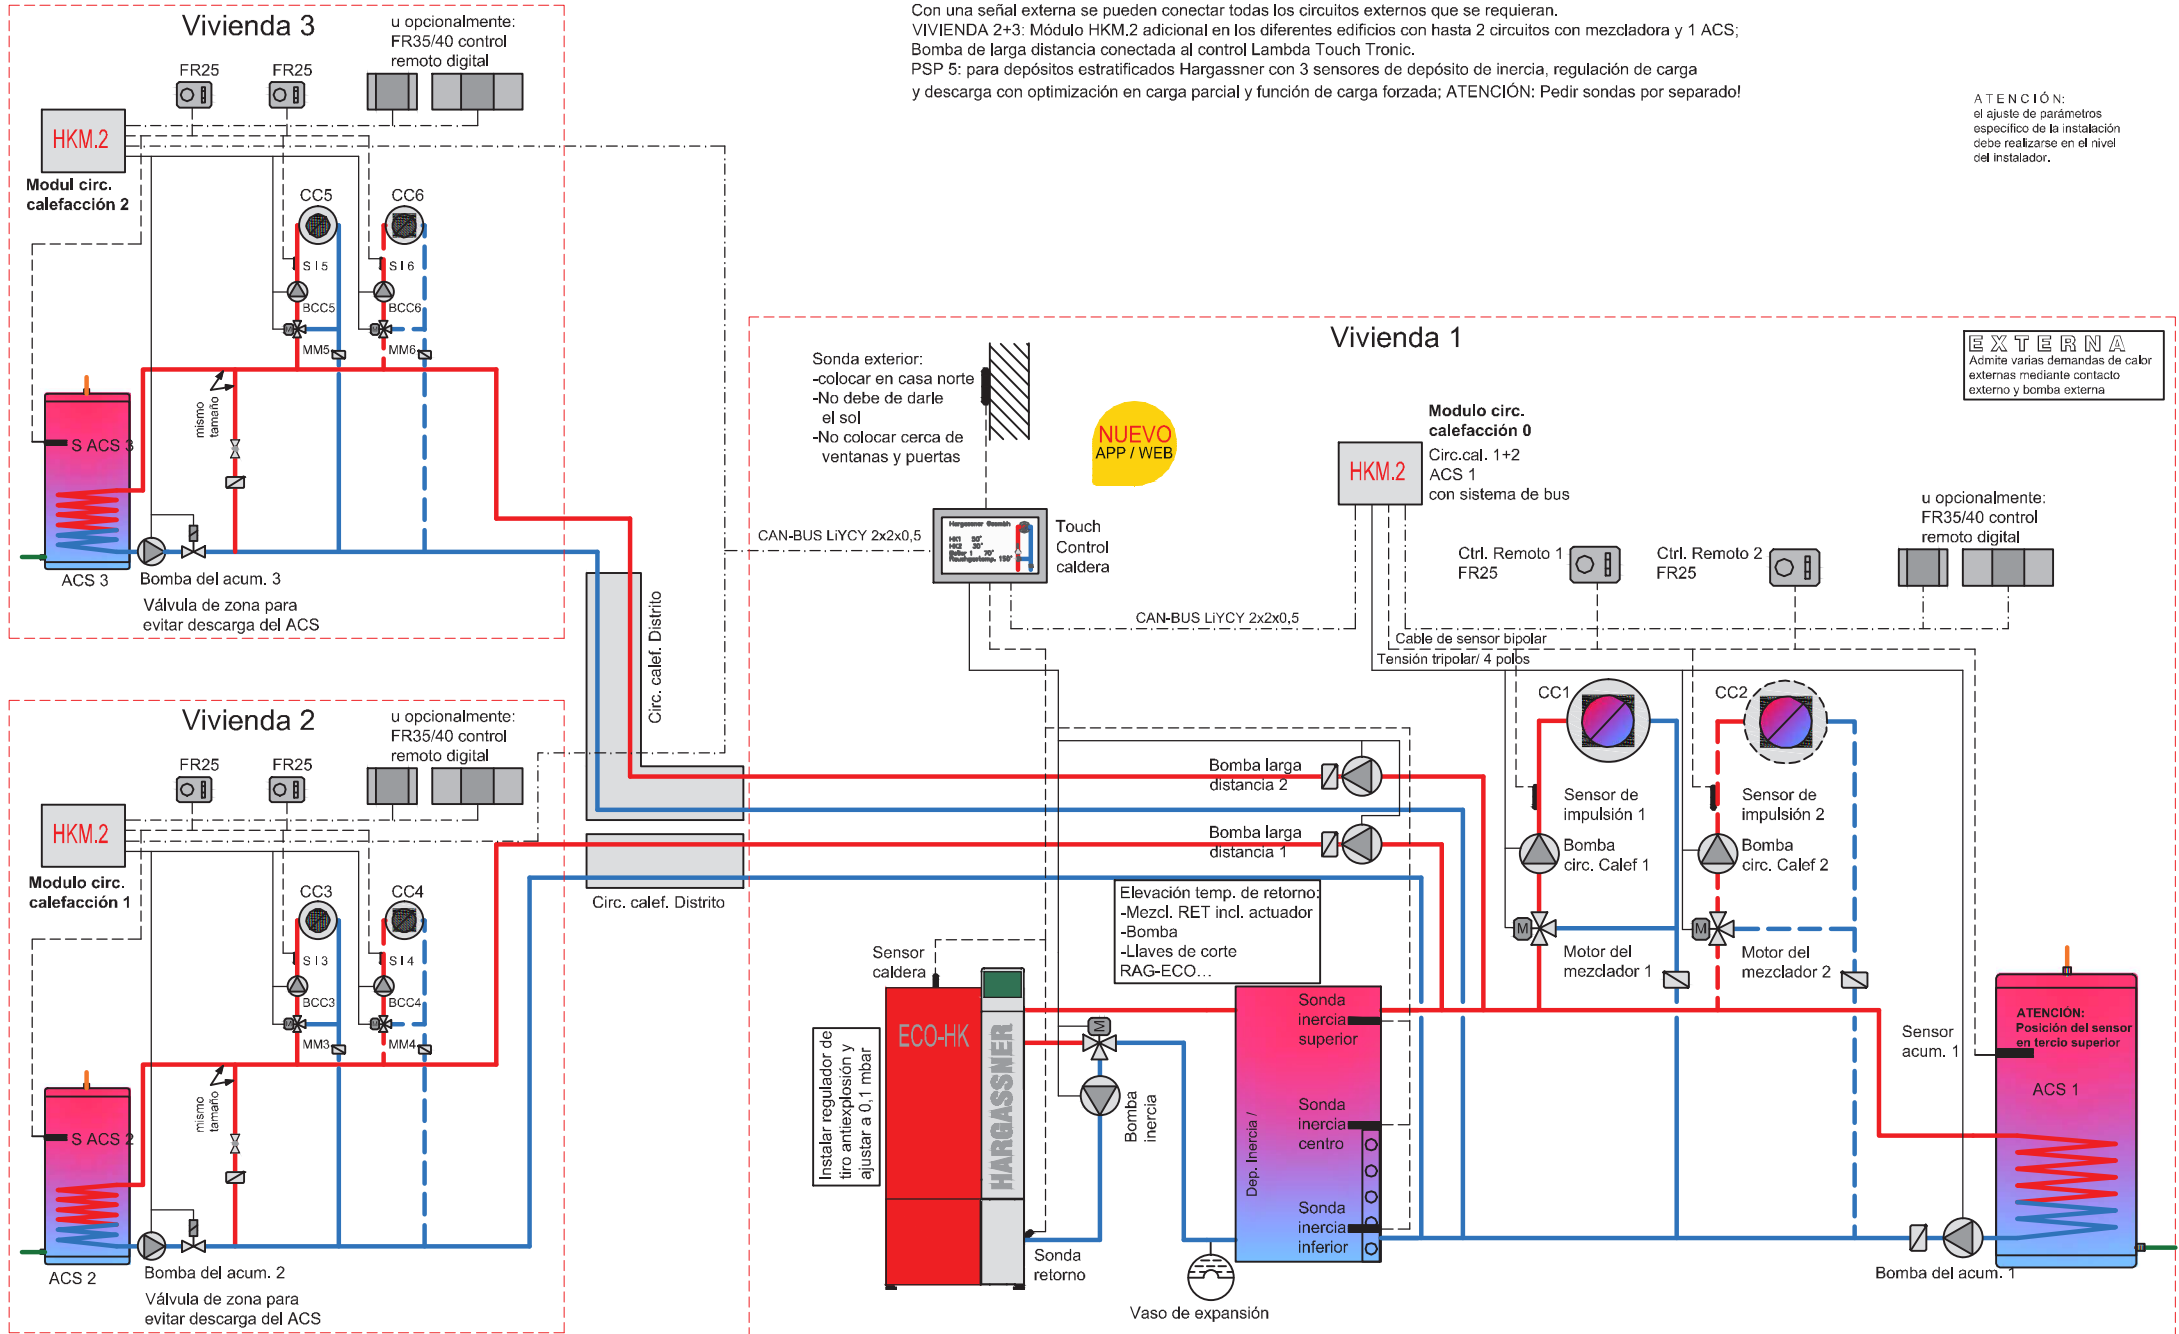 Con una señal externa se pueden conectar todas los circuitos externos que se requieran.
VIVIENDA 2+3: Módulo HKM.2 adicional en los diferentes edificios con hasta 2 circuitos con mezcladora y 1 ACS;
Bomba de larga distancia conectada al control Lambda Touch Tronic.
PSP 5: para depósitos estratificados Hargassner con 3 sensores de depósito de inercia, regulación de carga
y descarga con optimización en carga parcial y función de carga forzada; ATENCIÓN: Pedir sondas por separado!
ATENCIÓN:
el ajuste de parámetros
específico de la instalación
debe realizarse en el nivel
del instalador.
Vivienda 3
u opcionalmente:
FR35/40 control
remoto digital
FR25
FR25
HKM.2
Modul circ.
calefacción 2
CC5
CC6
S I 5
S I 6
BCC5
BCC6
M
M
MM5
MM6
mismo
tamaño
S ACS 3
ACS 3
Bomba del acum. 3
Válvula de zona para
evitar descarga del ACS
Vivienda 2
u opcionalmente:
FR35/40 control
remoto digital
FR25
FR25
HKM.2
Modulo circ.
calefacción 1
CC3
CC4
S I 3
S I 4
BCC3
BCC4
M
M
MM3
MM4
mismo
tamaño
S ACS 2
ACS 2
Bomba del acum. 2
Válvula de zona para
evitar descarga del ACS
Circ. calef. Distrito
Circ. calef. Distrito
Vivienda 1
EXTERNA
Admite varias demandas de calor
externas mediante contacto
externo y bomba externa
Sonda exterior:
-colocar en casa norte
-No debe de darle
el sol
-No colocar cerca de
ventanas y puertas
NUEVO
APP / WEB
Modulo circ.
calefacción 0
HKM.2
Circ.cal. 1+2
ACS 1
con sistema de bus
CAN-BUS LiYCY 2x2x0,5
Hargassner GesmbH
HK1 50°
HK2 30°
Boiler 1 70°
Rauchgastemp. 150°
Touch
Control
caldera
CAN-BUS LiYCY 2x2x0,5
u opcionalmente:
FR35/40 control
remoto digital
Ctrl. Remoto 1
FR25
Ctrl. Remoto 2
FR25
Cable de sensor bipolar
Tensión tripolar/ 4 polos
CC1
CC2
Bomba larga
distancia 2
Bomba larga
distancia 1
Sensor de
impulsión 1
Sensor de
impulsión 2
Bomba
circ. Calef 1
Bomba
circ. Calef 2
M
M
Motor del
mezclador 1
Motor del
mezclador 2
Elevación temp. de retorno:
-Mezcl. RET incl. actuador
-Bomba
-Llaves de corte
RAG-ECO...
Sensor
caldera
Instalar regulador de
tiro antiexplosión y
ajustar a 0,1 mbar
ECO-HK
HARGASSNER
M
Bomba
inercia
Sonda
retorno
Vaso de expansión
Dep. Inercia /
Sonda
inercia
superior
Sonda
inercia
centro
Sonda
inercia
inferior
Sensor
acum. 1
ATENCIÓN:
Posición del sensor
en tercio superior
ACS 1
Bomba del acum. 1